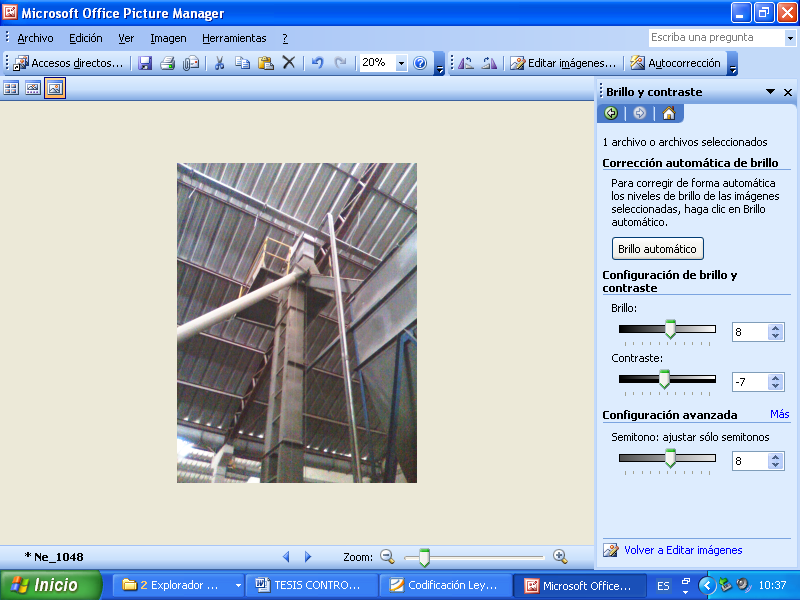 Microsoft Office Picture Manager
Archivo Edición Ver Imagen Herramientas ? Escriba una pregunta
Accesos directos... 20% Editar imágenes... Autocorrección
Brillo y contraste
1 archivo o archivos seleccionados
Corrección automática de brillo
Para corregir de forma automática
los niveles de brillo de las imágenes
seleccionadas, haga clic en Brillo
automático.
Brillo automático
Configuración de brillo y
contraste
Brillo:
8
Contraste:
-7
Configuración avanzada Más
Semitono: ajustar sólo semitonos
8
Volver a Editar imágenes
* Ne_1048 Zoom:
Inicio 2 Explorador ... TESIS CONTRO... Codificación Ley... Microsoft Office... ES 10:37